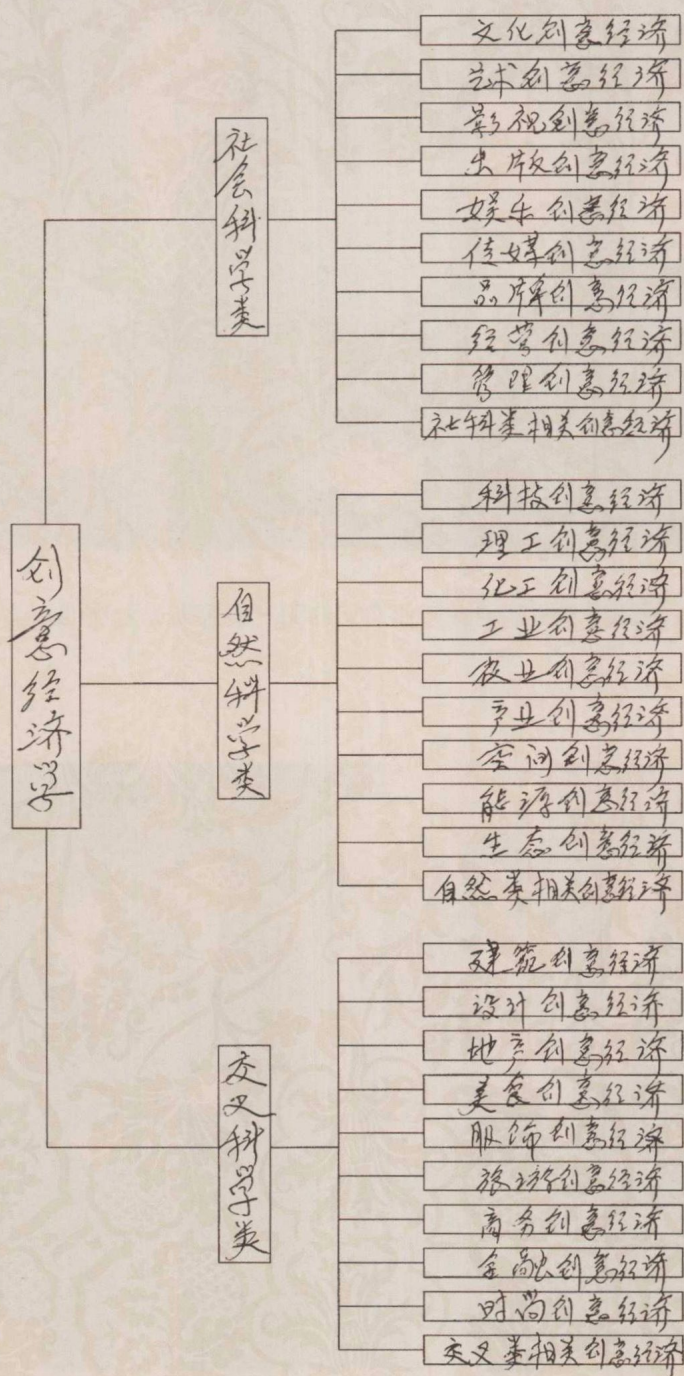 创意经济学
社会科学类
文化创意经济
艺术创意经济
影视创意经济
出版创意经济
娱乐创意经济
传媒创意经济
品牌创意经济
经营创意经济
管理创意经济
社科类相关创意经济
自然科学类
科技创意经济
理工创意经济
化工创意经济
工业创意经济
农业创意经济
产业创意经济
空间创意经济
能源创意经济
生态创意经济
自然类相关创意经济
交叉科学类
建筑创意经济
设计创意经济
地产创意经济
美食创意经济
服饰创意经济
旅游创意经济
商务创意经济
金融创意经济
时尚创意经济
交叉类相关创意经济